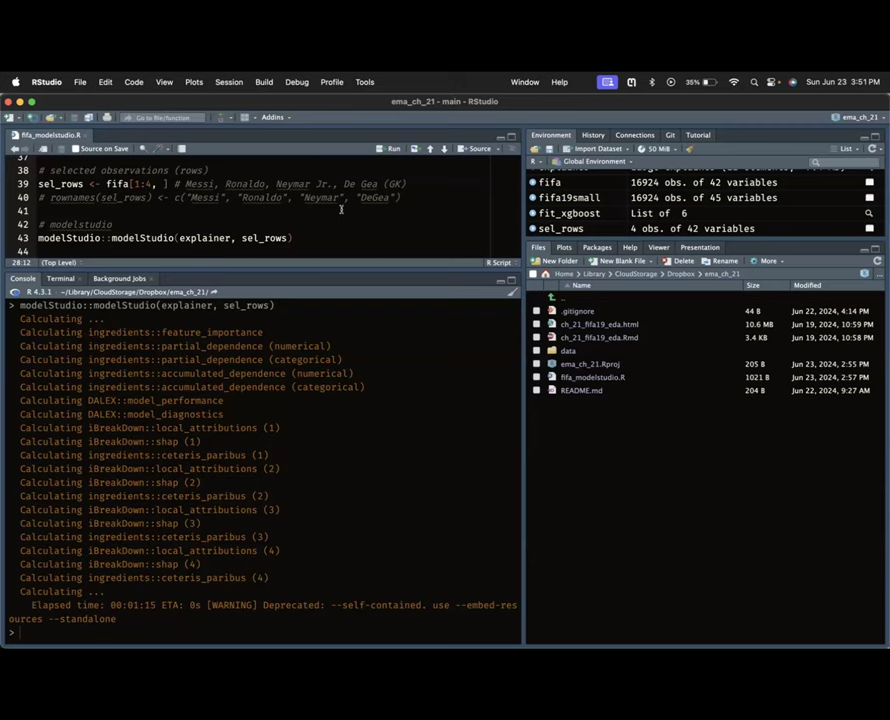 RStudio File Edit Code View Plots Session Build Debug Profile Tools Window Help 35% Sun Jun 23 3:51 PM
ema_ch_21 - main - RStudio
Go to file/function Addins ema_ch_21
fifa_modelstudio.R
Source on Save Run Source
37
38 # selected observations (rows)
39 sel_rows <- fifa[1:4, ] # Messi, Ronaldo, Neymar Jr., De Gea (GK)
40 # rownames(sel_rows) <- c("Messi", "Ronaldo", "Neymar", "DeGea")
41
42 # modelstudio
43 modelStudio::modelStudio(explainer, sel_rows)
44
28:12 (Top Level) R Script
Console Terminal Background Jobs
R 4.3.1 · ~/Library/CloudStorage/Dropbox/ema_ch_21/
> modelStudio::modelStudio(explainer, sel_rows)
Calculating ...
Calculating ingredients::feature_importance
Calculating ingredients::partial_dependence (numerical)
Calculating ingredients::partial_dependence (categorical)
Calculating ingredients::accumulated_dependence (numerical)
Calculating ingredients::accumulated_dependence (categorical)
Calculating DALEX::model_performance
Calculating DALEX::model_diagnostics
Calculating iBreakDown::local_attributions (1)
Calculating iBreakDown::shap (1)
Calculating ingredients::ceteris_paribus (1)
Calculating iBreakDown::local_attributions (2)
Calculating iBreakDown::shap (2)
Calculating ingredients::ceteris_paribus (2)
Calculating iBreakDown::local_attributions (3)
Calculating iBreakDown::shap (3)
Calculating ingredients::ceteris_paribus (3)
Calculating iBreakDown::local_attributions (4)
Calculating iBreakDown::shap (4)
Calculating ingredients::ceteris_paribus (4)
Calculating ...
Elapsed time: 00:01:15 ETA: 0s [WARNING] Deprecated: --self-contained. use --embed-res
ources --standalone
>
Environment History Connections Git Tutorial
Import Dataset 50 MiB List
R Global Environment
fifa 16924 obs. of 42 variables
fifa19small 16924 obs. of 45 variables
fit_xgboost List of 6
sel_rows 4 obs. of 42 variables
Files Plots Packages Help Viewer Presentation
New Folder New Blank File Delete Rename More
Home Library CloudStorage Dropbox ema_ch_21
Name Size Modified
..
.gitignore 44 B Jun 22, 2024, 4:14 PM
ch_21_fifa19_eda.html 10.6 MB Jun 19, 2024, 10:59 PM
ch_21_fifa19_eda.Rmd 3.4 KB Jun 19, 2024, 10:58 PM
data
ema_ch_21.Rproj 205 B Jun 23, 2024, 2:55 PM
fifa_modelstudio.R 1021 B Jun 23, 2024, 2:57 PM
README.md 204 B Jun 22, 2024, 9:27 AM